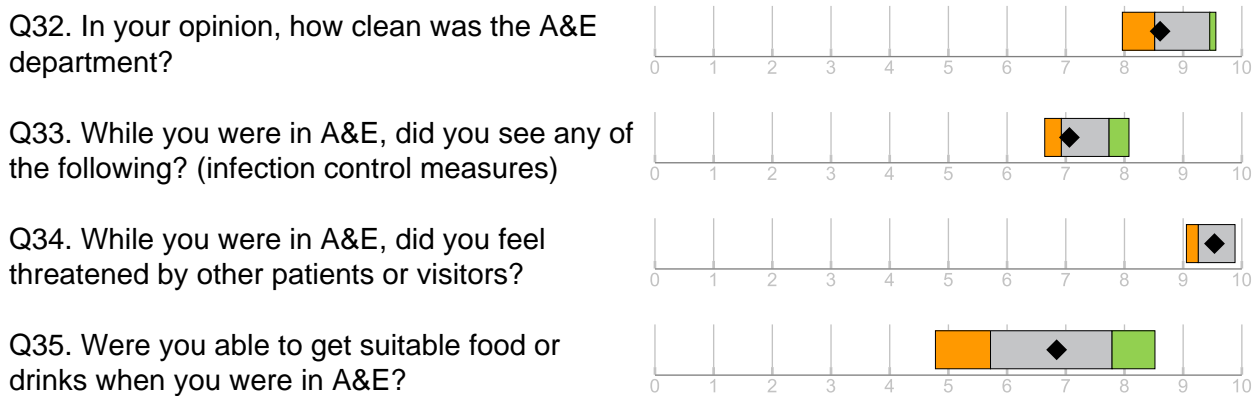 Q32. In your opinion, how clean was the A&E
department?
0 1 2 3 4 5 6 7 8 9 10
Q33. While you were in A&E, did you see any of
the following? (infection control measures)
0 1 2 3 4 5 6 7 8 9 10
Q34. While you were in A&E, did you feel
threatened by other patients or visitors?
0 1 2 3 4 5 6 7 8 9 10
Q35. Were you able to get suitable food or
drinks when you were in A&E?
0 1 2 3 4 5 6 7 8 9 10